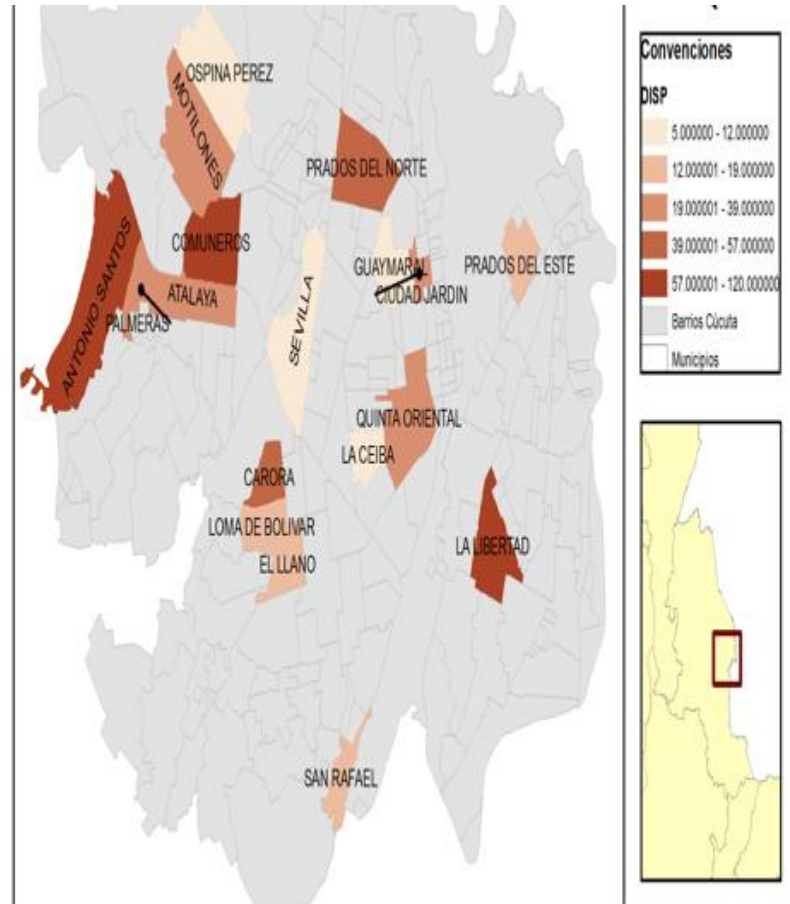 OSPINA PEREZ
MOTILONES
PRADOS DEL NORTE
COMUNEROS
ANTONIO SANTOS
ATALAYA
PALMERAS
SEVILLA
GUAYMARAL
CIUDAD JARDIN
PRADOS DEL ESTE
QUINTA ORIENTAL
LA CEIBA
CARORA
LOMA DE BOLIVAR
EL LLANO
LA LIBERTAD
SAN RAFAEL
Convenciones
DISP
5.000000 - 12.000000
12.000001 - 19.000000
19.000001 - 39.000000
39.000001 - 57.000000
57.000001 - 120.000000
Barrios Cúcuta
Municipios